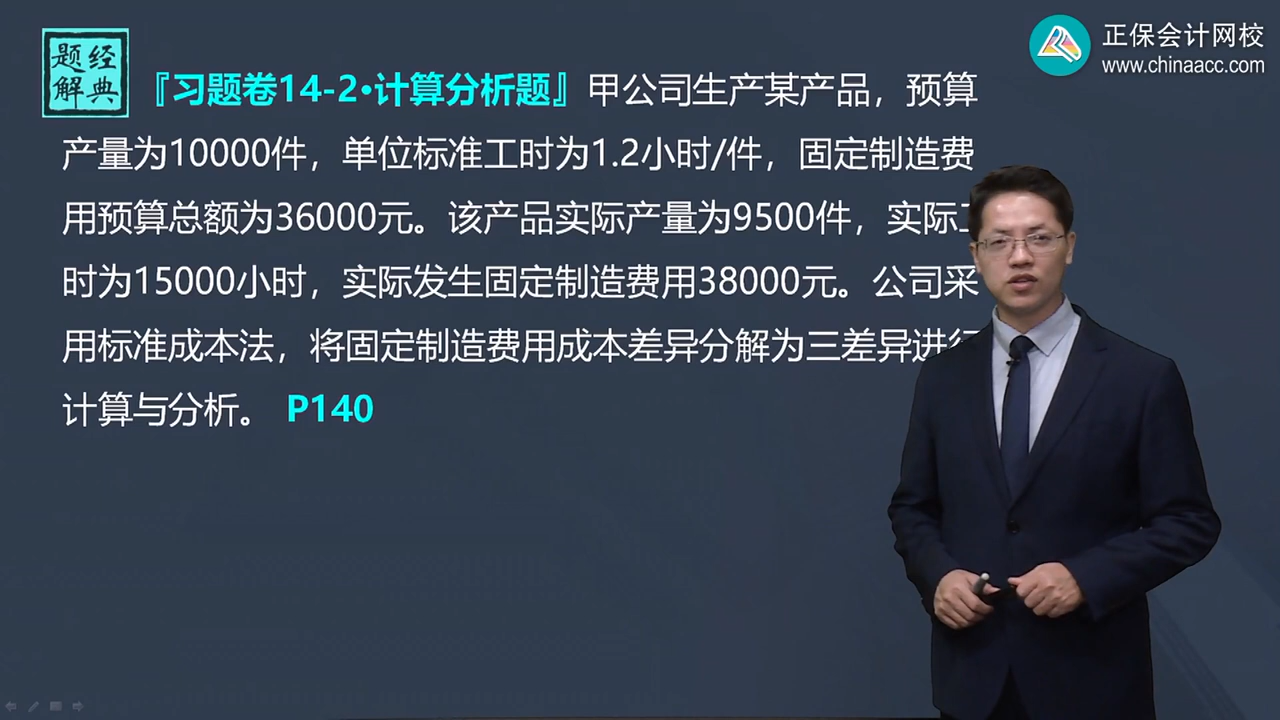 正保会计网校
www.chinaacc.com
经典
题解
『习题卷14-2•计算分析题』甲公司生产某产品，预算
产量为10000件，单位标准工时为1.2小时/件，固定制造费
用预算总额为36000元。该产品实际产量为9500件，实际工
时为15000小时，实际发生固定制造费用38000元。公司采
用标准成本法，将固定制造费用成本差异分解为三差异进行
计算与分析。 P140